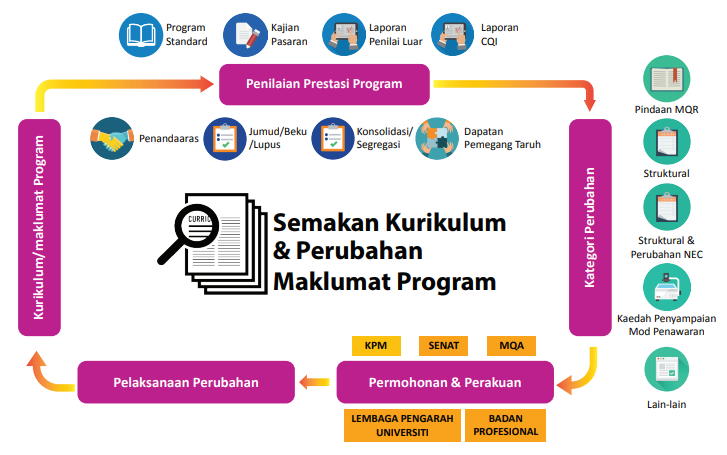 Program
Standard
Kajian
Pasaran
Laporan
Penilai Luar
Laporan
CQI
Penilaian Prestasi Program
Penandaaras
Jumud/Beku
/Lupus
Konsolidasi/
Segregasi
Dapatan
Pemegang Taruh
Kurikulum/maklumat Program
CURRIC
Semakan Kurikulum
& Perubahan
Maklumat Program
Kategori Perubahan
Pindaan MQR
Struktural
Struktural &
Perubahan NEC
Kaedah Penyampaian
Mod Penawaran
Lain-lain
KPM
SENAT
MQA
Pelaksanaan Perubahan
Permohonan & Perakuan
LEMBAGA PENGARAH
UNIVERSITI
BADAN
PROFESIONAL